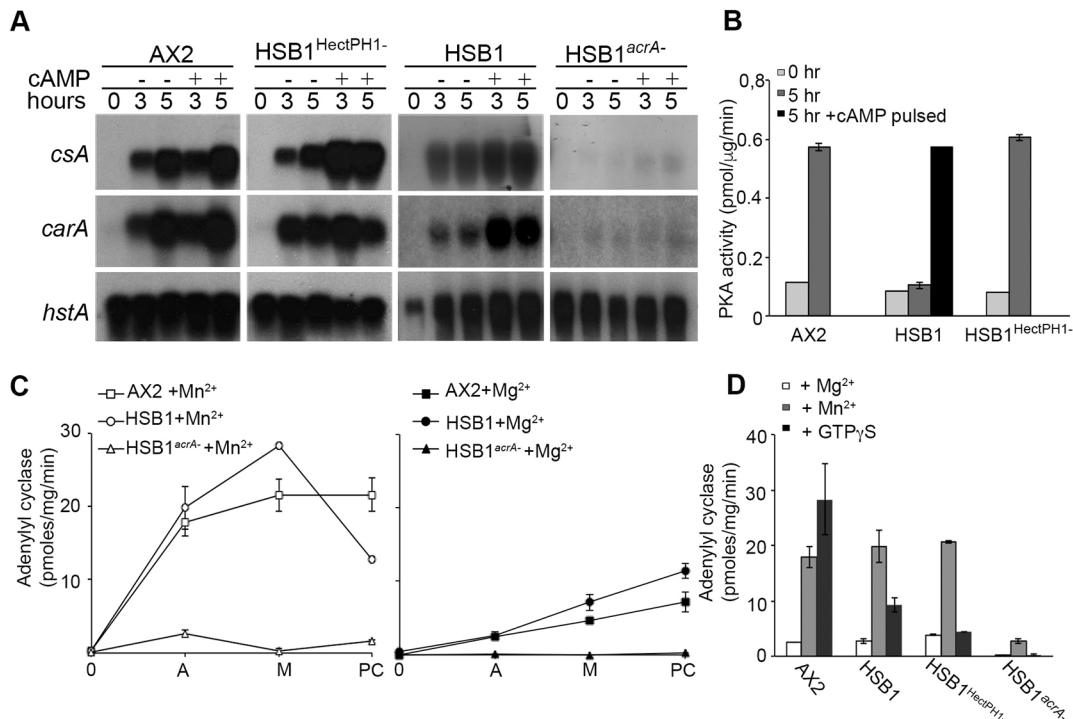 A
AX2 HSB1HectPH1- HSB1 HSB1acrA-
cAMP - - + + - - + + - - + + - - + +
hours 0 3 5 3 5 0 3 5 3 5 0 3 5 3 5 0 3 5 3 5
csA
carA
hstA
B
0 hr
5 hr
5 hr +cAMP pulsed
PKA activity (pmol/µg/min)
0,8
0.6
0.4
0.2
0
AX2 HSB1 HSB1HectPH1-
C
AX2 +Mn2+
HSB1+Mn2+
HSB1acrA- +Mn2+
AX2+Mg2+
HSB1+Mg2+
HSB1acrA- +Mg2+
Adenylyl cyclase
(pmoles/mg/min)
30
20
10
0 A M PC
0 A M PC
D
+ Mg2+
+ Mn2+
+ GTPγS
Adenylyl cyclase
(pmoles/mg/min)
40
30
20
10
0
AX2 HSB1 HSB1HectPH1- HSB1acrA-